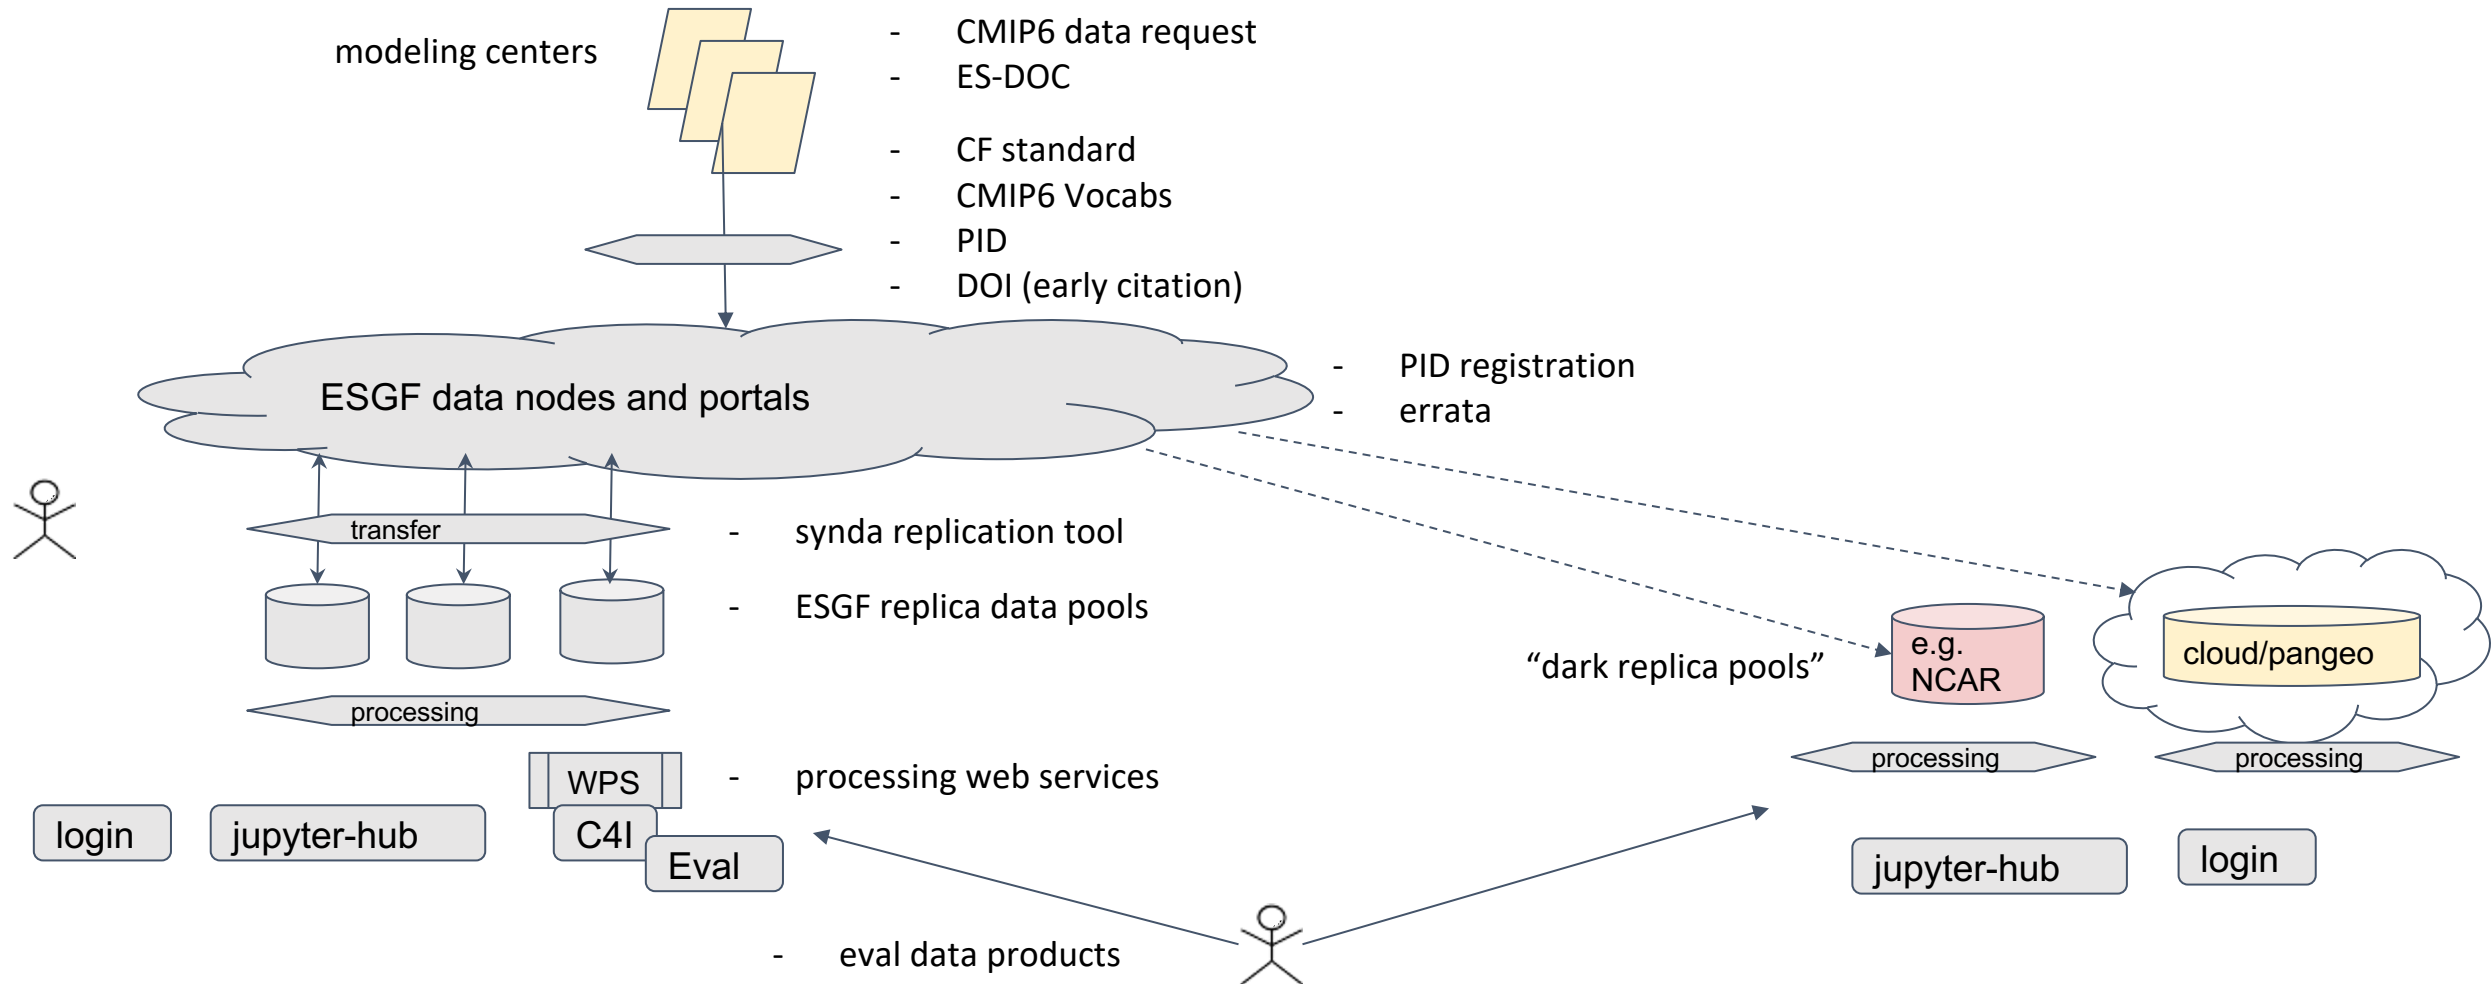 modeling centers
- CMIP6 data request
- ES-DOC
- CF standard
- CMIP6 Vocabs
- PID
- DOI (early citation)
ESGF data nodes and portals
- PID registration
- errata
transfer
- synda replication tool
- ESGF replica data pools
“dark replica pools”
e.g.
NCAR
cloud/pangeo
processing
processing
processing
WPS
- processing web services
login
jupyter-hub
C4I
Eval
jupyter-hub
login
- eval data products